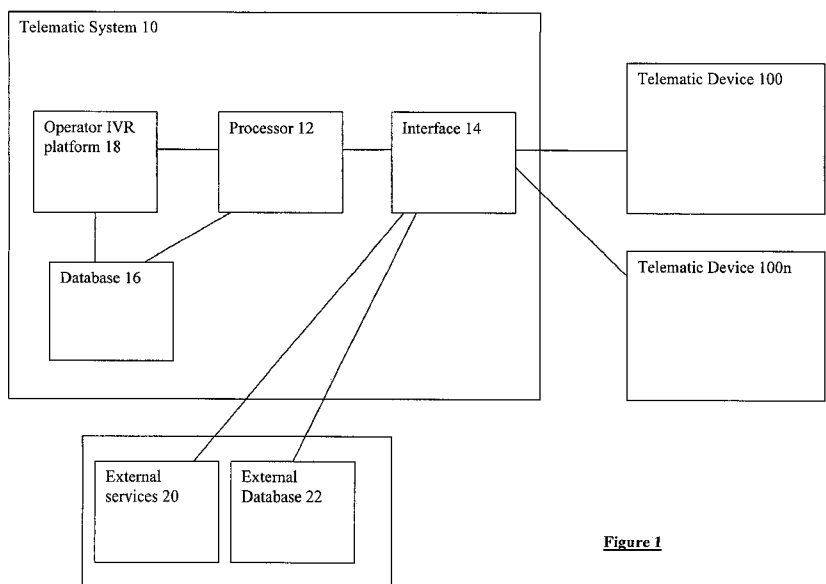 Telematic System 10
Telematic Device 100
Operator IVR
platform 18
Processor 12
Interface 14
Database 16
Telematic Device 100n
External
services 20
External
Database 22
Figure 1